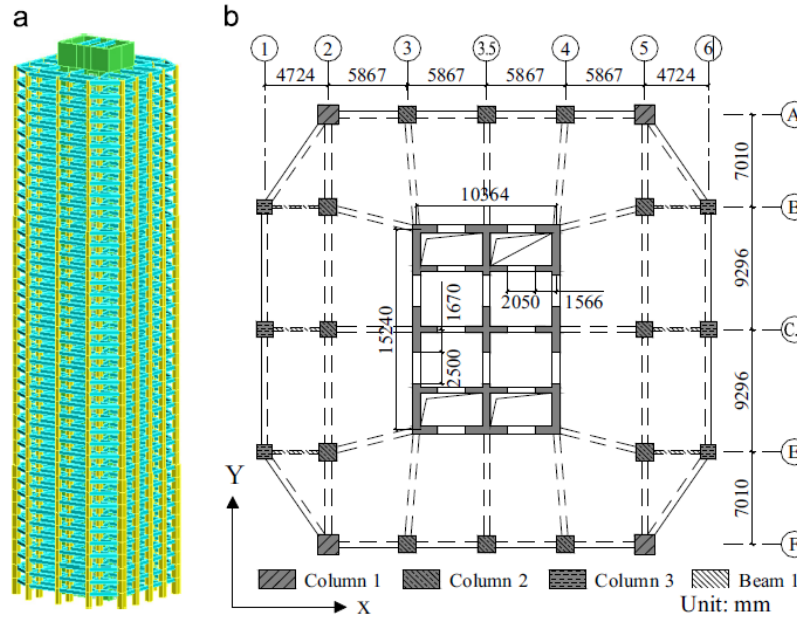 a
b
1 2 3 3.5 4 5 6
4724 5867 5867 5867 5867 4724
A
7010
B
10364
9296
1670
2050 1566
15240
C.
2500
9296
E
7010
Y
F
Column 1 Column 2 Column 3 Beam 1
X
Unit: mm